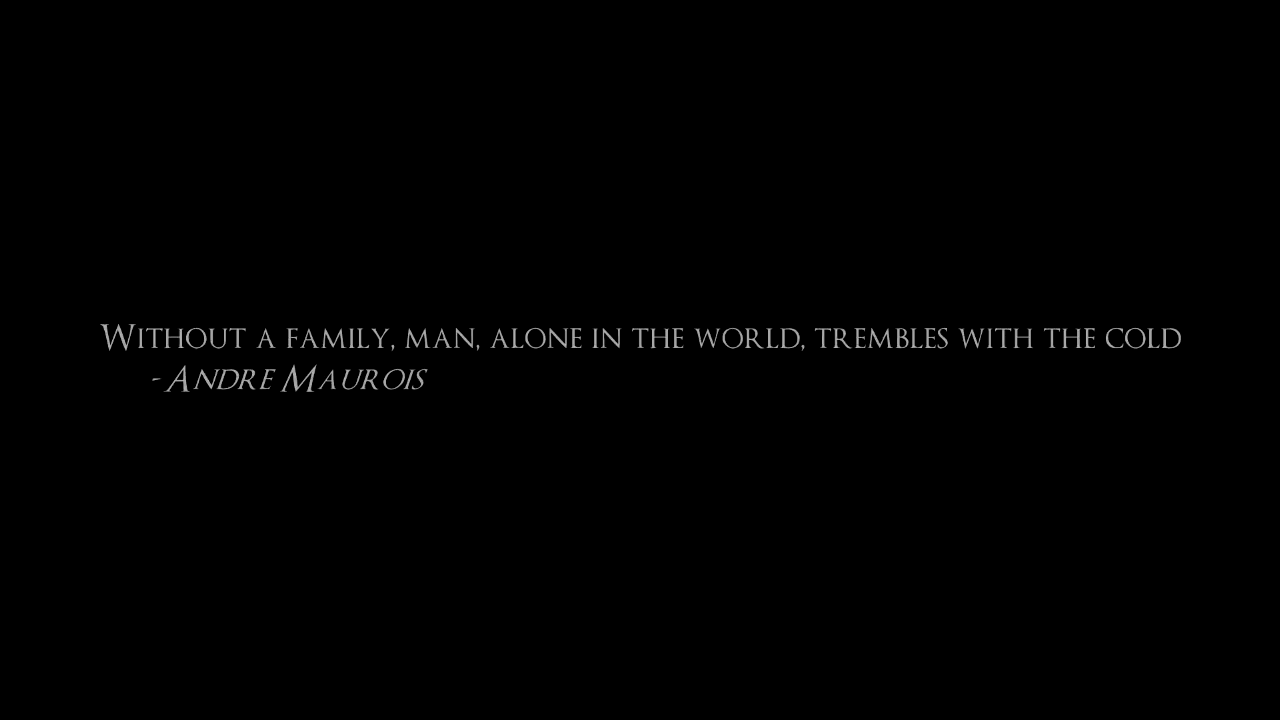 Without a family, man, alone in the world, trembles with the cold
- Andre Maurois